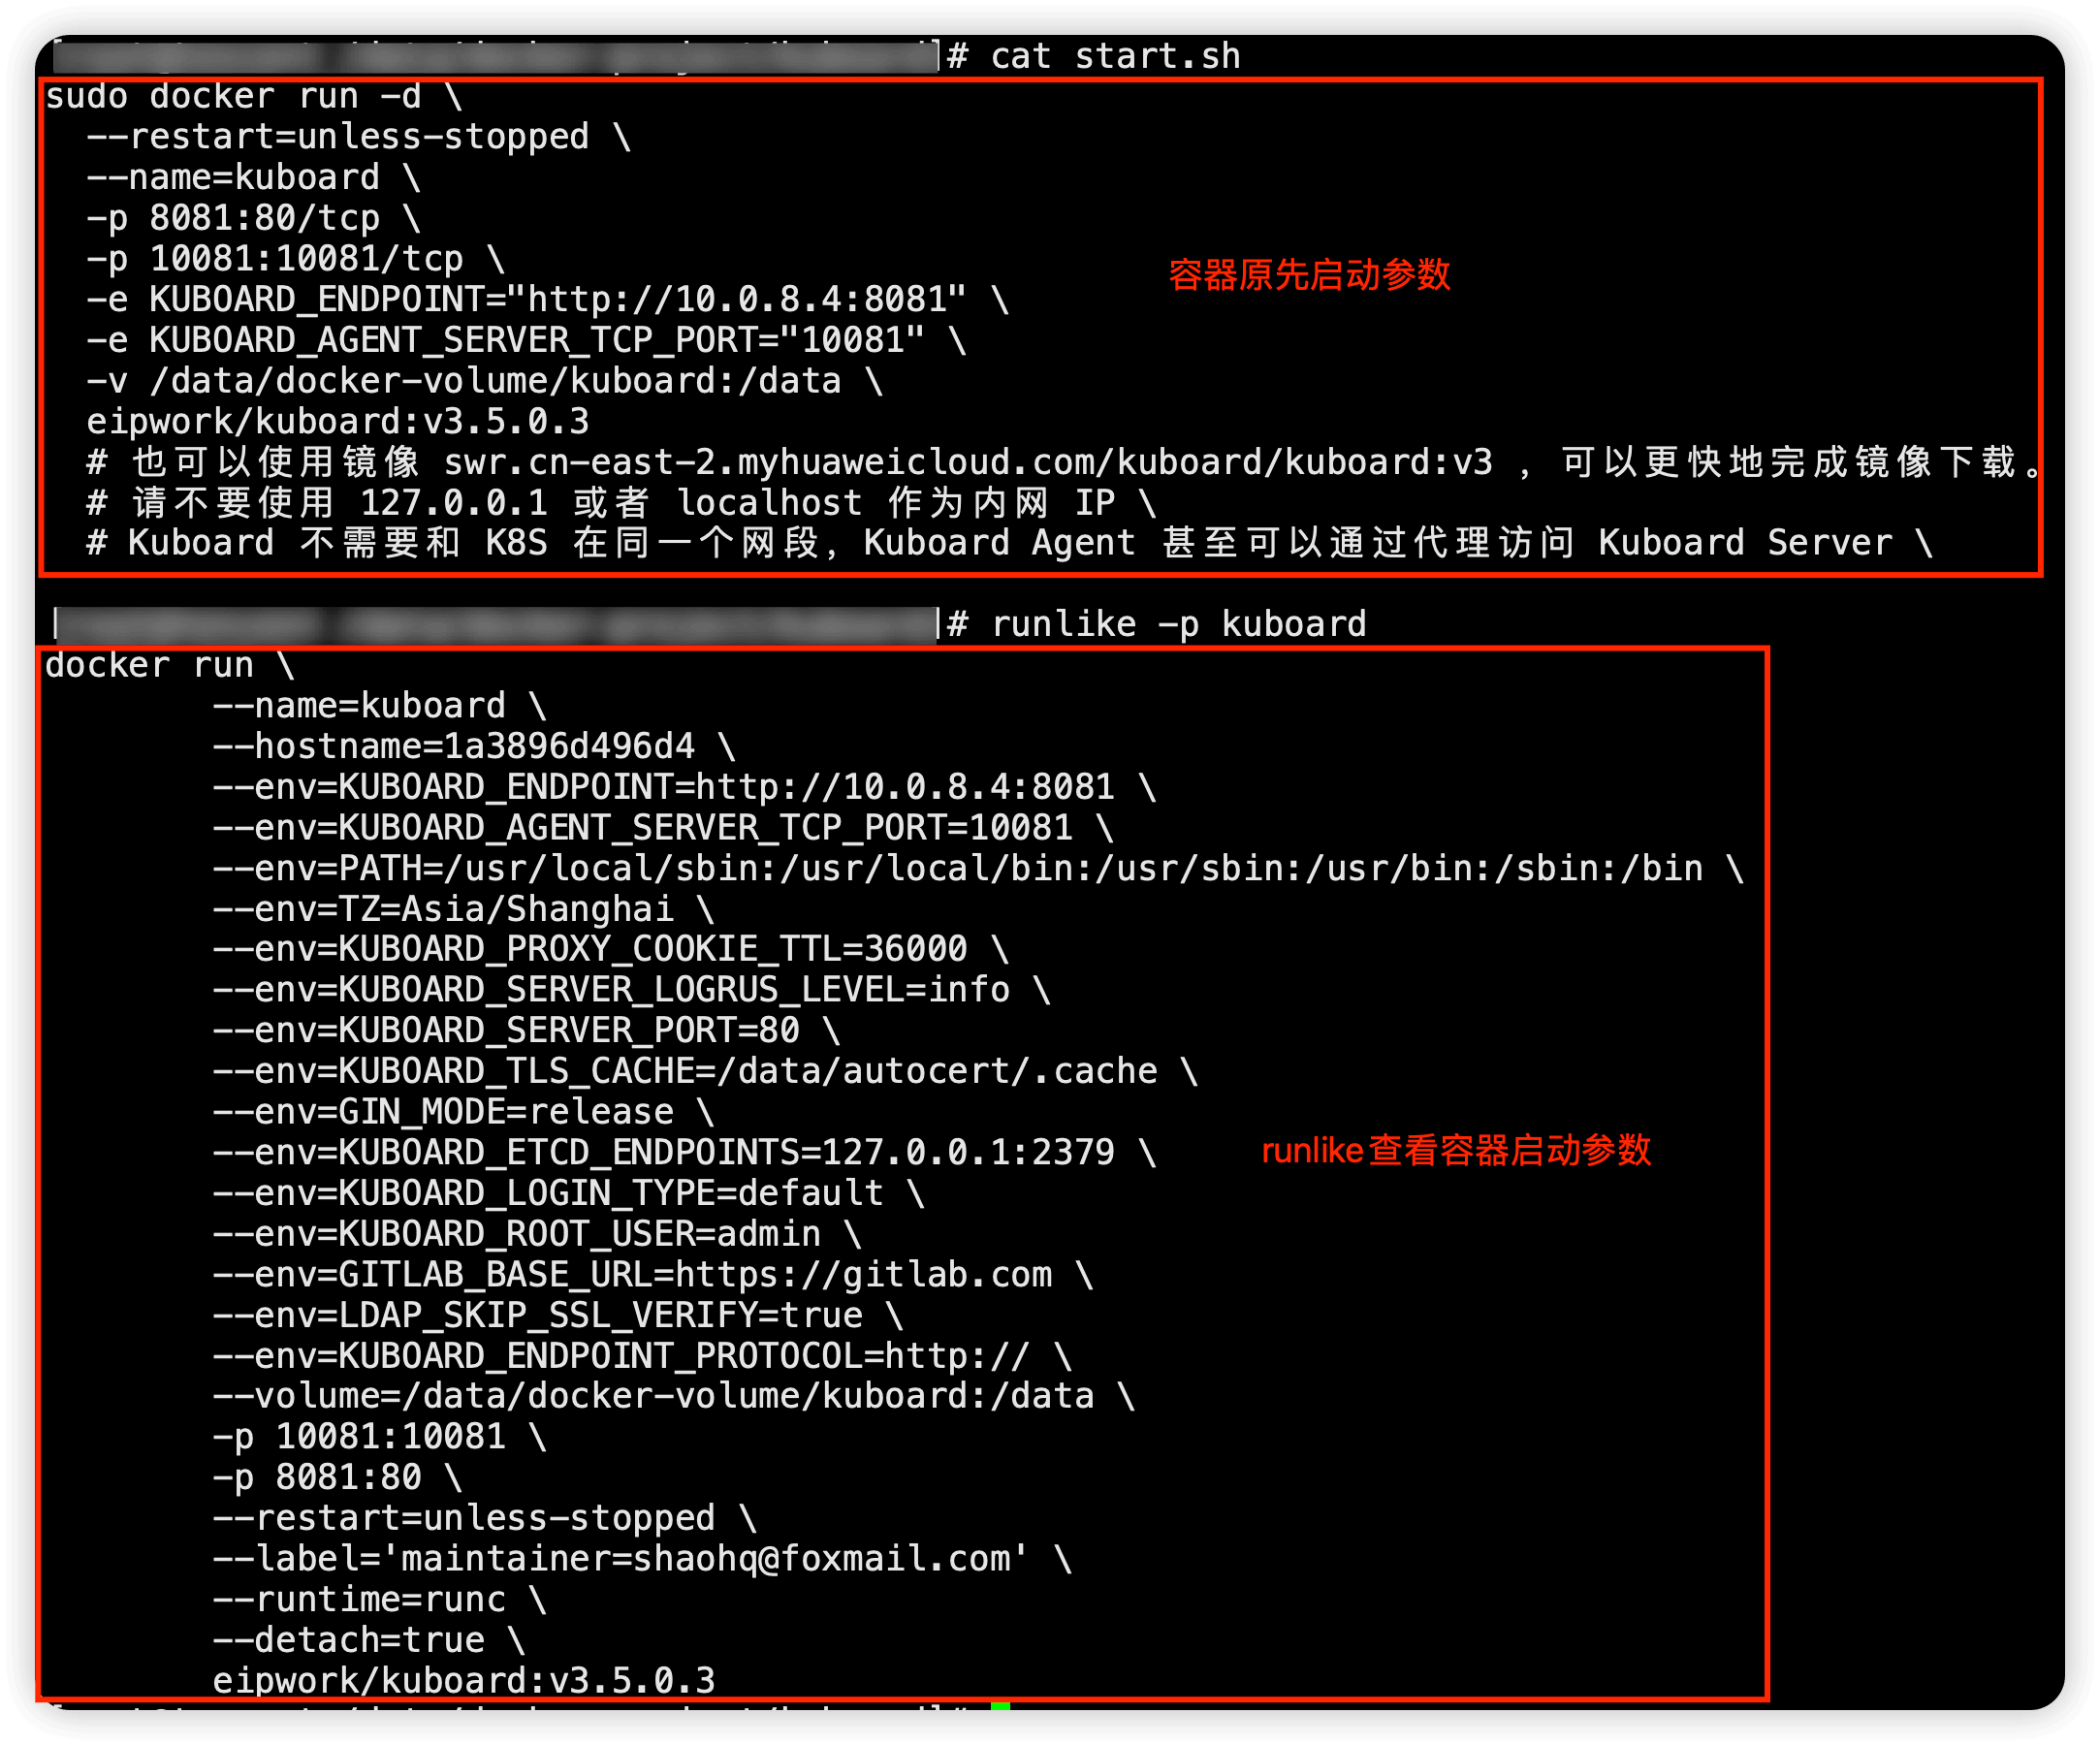 ]# cat start.sh
sudo docker run -d \
  --restart=unless-stopped \
  --name=kuboard \
  -p 8081:80/tcp \
  -p 10081:10081/tcp \
容器原先启动参数
  -e KUBOARD_ENDPOINT="http://10.0.8.4:8081" \
  -e KUBOARD_AGENT_SERVER_TCP_PORT="10081" \
  -v /data/docker-volume/kuboard:/data \
  eipwork/kuboard:v3.5.0.3
  # 也可以使用镜像 swr.cn-east-2.myhuaweicloud.com/kuboard/kuboard:v3 ，可以更快地完成镜像下载。
  # 请不要使用 127.0.0.1 或者 localhost 作为内网 IP \
  # Kuboard 不需要和 K8S 在同一个网段，Kuboard Agent 甚至可以通过代理访问 Kuboard Server \
]# runlike -p kuboard
docker run \
        --name=kuboard \
        --hostname=1a3896d496d4 \
        --env=KUBOARD_ENDPOINT=http://10.0.8.4:8081 \
        --env=KUBOARD_AGENT_SERVER_TCP_PORT=10081 \
        --env=PATH=/usr/local/sbin:/usr/local/bin:/usr/sbin:/usr/bin:/sbin:/bin \
        --env=TZ=Asia/Shanghai \
        --env=KUBOARD_PROXY_COOKIE_TTL=36000 \
        --env=KUBOARD_SERVER_LOGRUS_LEVEL=info \
        --env=KUBOARD_SERVER_PORT=80 \
        --env=KUBOARD_TLS_CACHE=/data/autocert/.cache \
        --env=GIN_MODE=release \
        --env=KUBOARD_ETCD_ENDPOINTS=127.0.0.1:2379 \
runlike查看容器启动参数
        --env=KUBOARD_LOGIN_TYPE=default \
        --env=KUBOARD_ROOT_USER=admin \
        --env=GITLAB_BASE_URL=https://gitlab.com \
        --env=LDAP_SKIP_SSL_VERIFY=true \
        --env=KUBOARD_ENDPOINT_PROTOCOL=http:// \
        --volume=/data/docker-volume/kuboard:/data \
        -p 10081:10081 \
        -p 8081:80 \
        --restart=unless-stopped \
        --label='maintainer=shaohq@foxmail.com' \
        --runtime=runc \
        --detach=true \
        eipwork/kuboard:v3.5.0.3